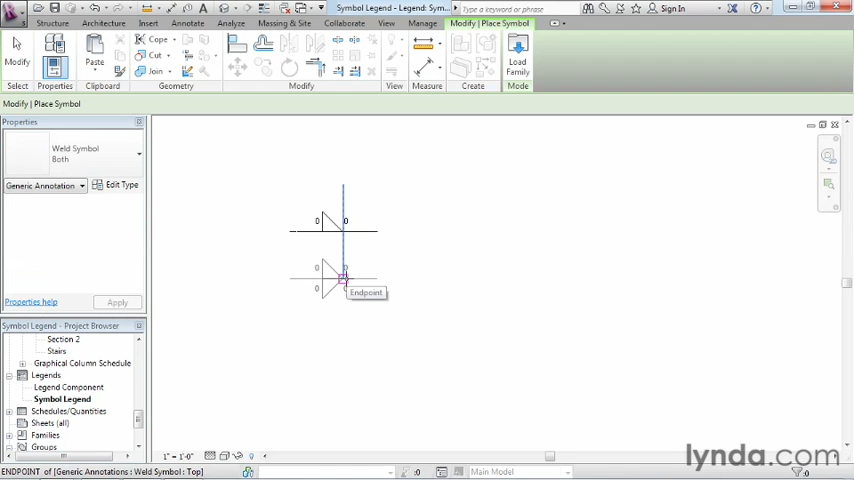 Symbol Legend - Legend: Sym...
Type a keyword or phrase
Sign In
Structure Architecture Insert Annotate Analyze Massing & Site Collaborate View Manage Modify | Place Symbol
Modify
Properties
Paste
Cope
Cut
Join
Load
Family
Select Properties Clipboard Geometry Modify View Measure Create Mode
Modify | Place Symbol
Properties
Weld Symbol
Both
Generic Annotation
Edit Type
0 0
0 0
0 0
Endpoint
Properties help
Apply
Symbol Legend - Project Browser
Section 2
Stairs
Graphical Column Schedule
Legends
Legend Component
Symbol Legend
Schedules/Quantities
Sheets (all)
Families
Groups
1" = 1'-0"
ENDPOINT of [Generic Annotations : Weld Symbol : Top]
:0
Main Model
:0
lynda.com